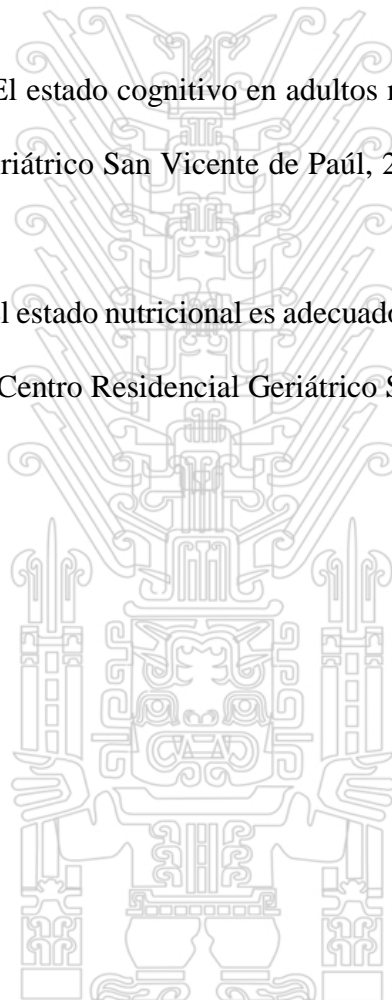 El estado cognitivo en adultos
riátrico San Vicente de Paúl, 2
l estado nutricional es adecuado
Centro Residencial Geriátrico S